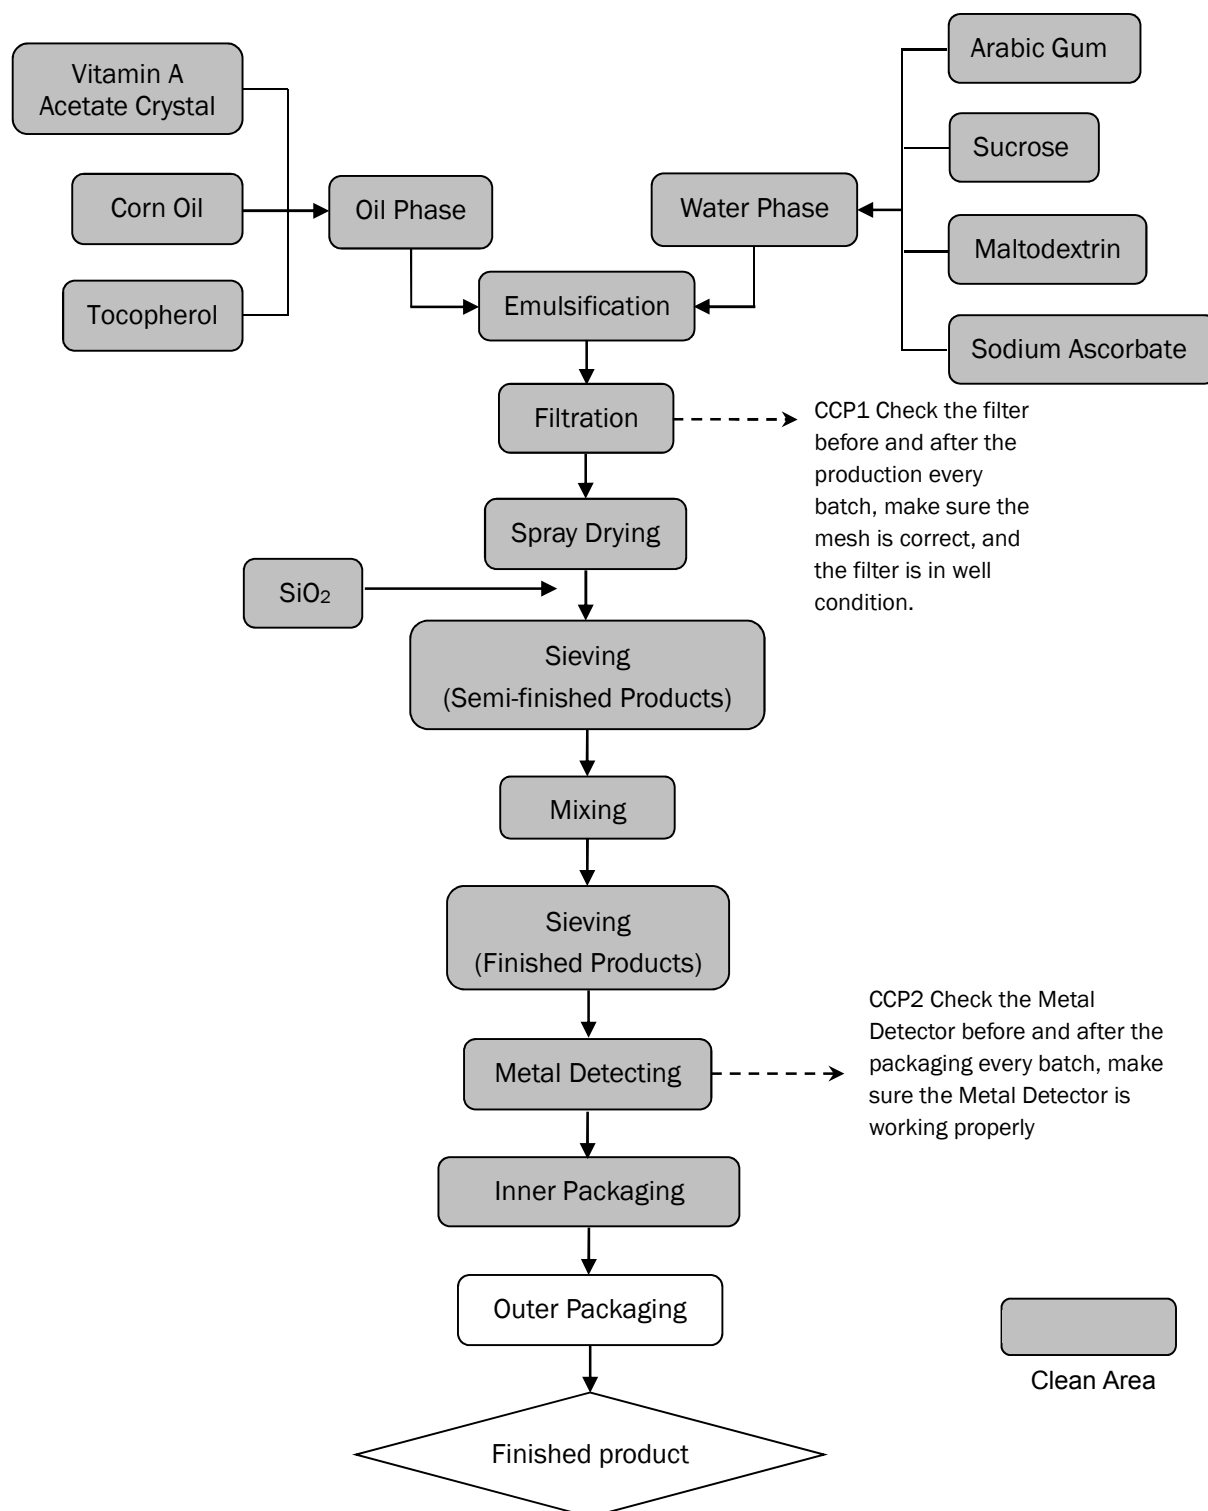 Vitamin A
Acetate Crystal
Corn Oil
Tocopherol
Oil Phase
Water Phase
Arabic Gum
Sucrose
Maltodextrin
Sodium Ascorbate
Emulsification
Filtration
CCP1 Check the filter
before and after the
production every
batch, make sure the
mesh is correct, and
the filter is in well
condition.
Spray Drying
SiO₂
Sieving
(Semi-finished Products)
Mixing
Sieving
(Finished Products)
Metal Detecting
CCP2 Check the Metal
Detector before and after the
packaging every batch, make
sure the Metal Detector is
working properly
Inner Packaging
Outer Packaging
Clean Area
Finished product